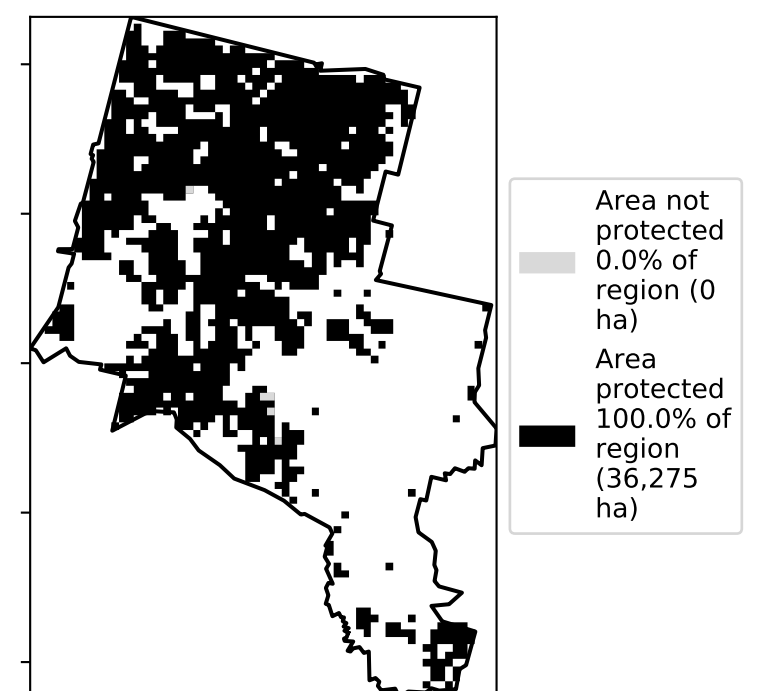 Area not
protected
0.0% of
region (0
ha)
Area
protected
100.0% of
region
(36,275
ha)